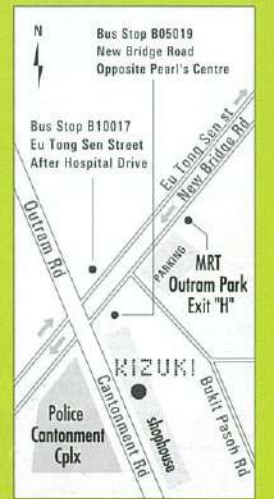 N
Bus Stop B05019
New Bridge Road
Opposite Pearl's Centre
Bus Stop B10017
Eu Tong Sen Street
After Hospital Drive
Eu Tong Sen st
New Bridge Rd
Outram Rd
PARKING
MRT
Outram Park
Exit "H"
KIZUKI
shophouse
Cantonment Rd
Bukit Pasoh Rd
Police
Cantonment
Cplx